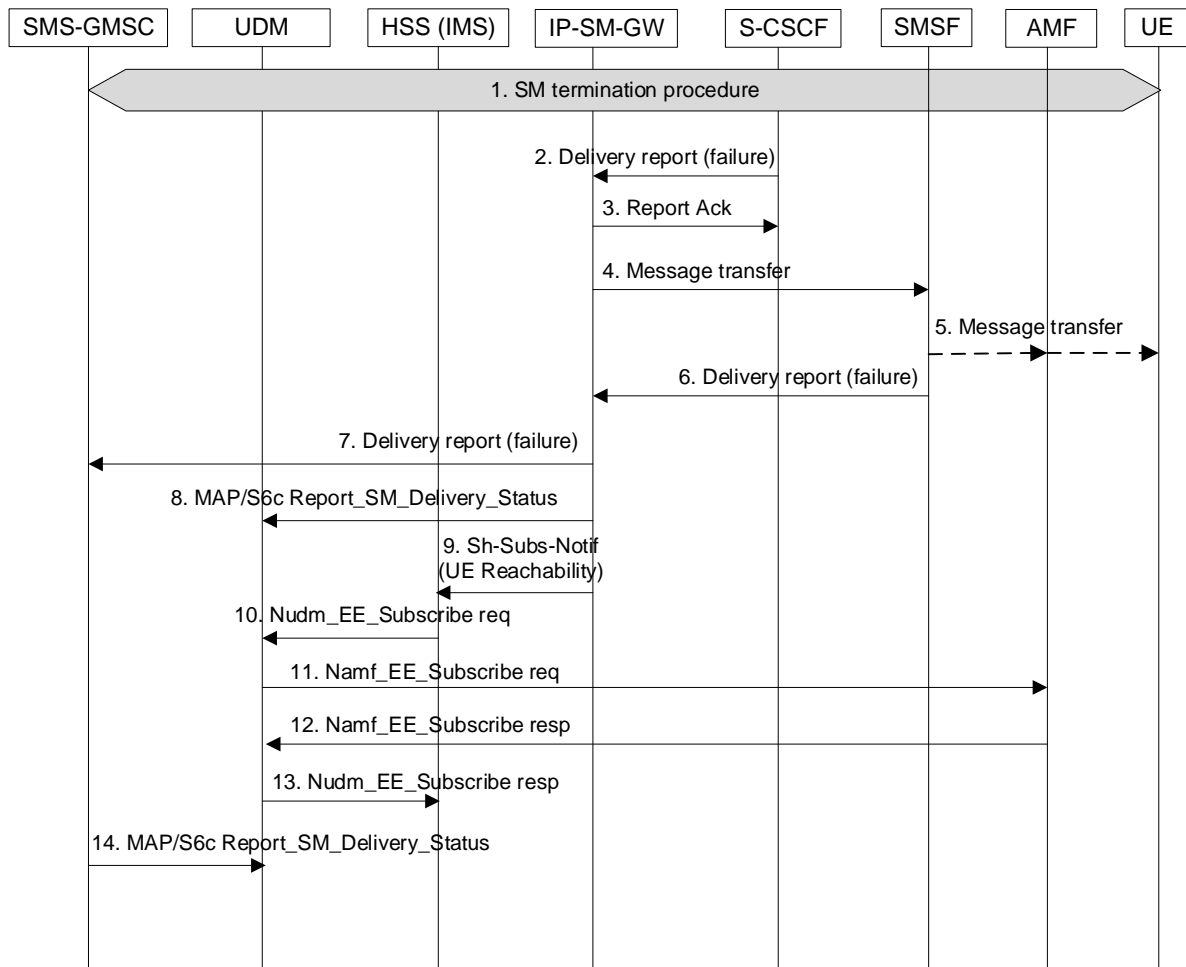 SMS-GMSC
UDM
HSS (IMS)
IP-SM-GW
S-CSCF
SMSF
AMF
UE
1. SM termination procedure
2. Delivery report (failure)
3. Report Ack
4. Message transfer
5. Message transfer
6. Delivery report (failure)
7. Delivery report (failure)
8. MAP/S6c Report_SM_Delivery_Status
9. Sh-Subs-Notif
(UE Reachability)
10. Nudm_EE_Subscribe req
11. Namf_EE_Subscribe req
12. Namf_EE_Subscribe resp
13. Nudm_EE_Subscribe resp
14. MAP/S6c Report_SM_Delivery_Status